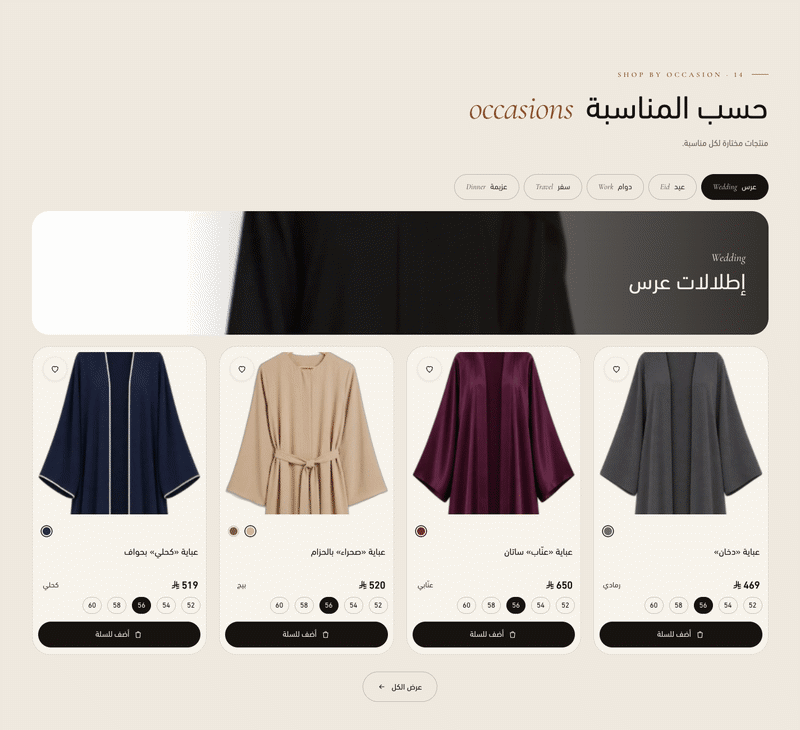 SHOP BY OCCASION · 14
حسب المناسبة occasions
منتجات مختارة لكل مناسبة.
عرس Wedding
عيد Eid
دوام Work
سفر Travel
عزيمة Dinner
Wedding
إطلالات عرس
عباية «دخان»
469
رمادي
52 54 56 58 60
أضف للسلة
عباية «عنّاب» ساتان
650
عنّابي
52 54 56 58 60
أضف للسلة
عباية «صحراء» بالحزام
520
بيج
52 54 56 58 60
أضف للسلة
عباية «كحلي» بحواف
519
كحلي
52 54 56 58 60
أضف للسلة
عرض الكل ←